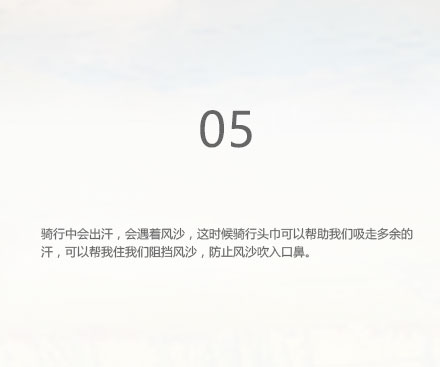 05
骑行中会出汗，会遇着风沙，这时候骑行头巾可以帮助我们吸走多余的
汗，可以帮我住我们阻挡风沙，防止风沙吹入口鼻。